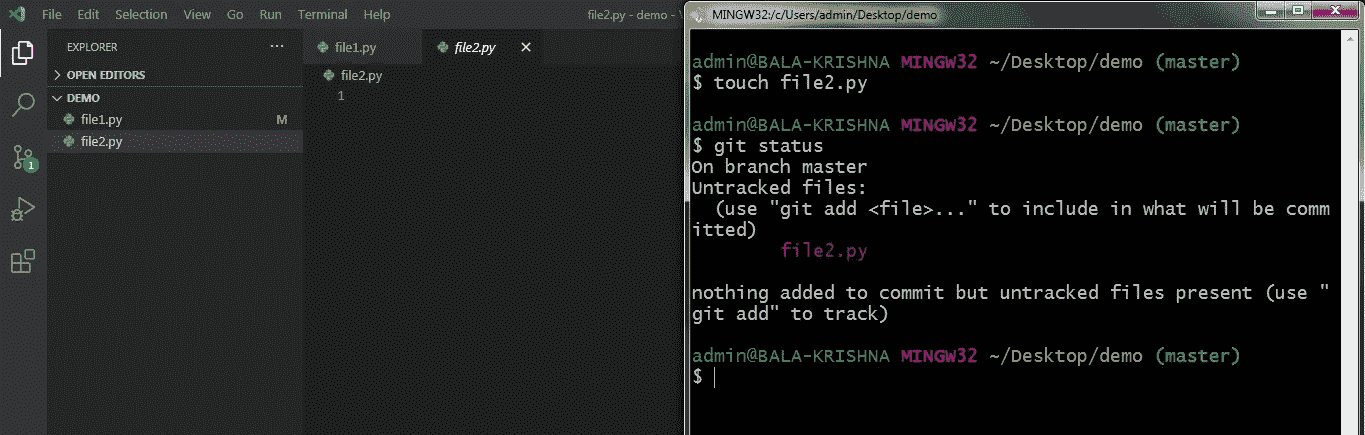 File Edit Selection View Go Run Terminal Help
file2.py - demo - V
EXPLORER
file1.py
file2.py
OPEN EDITORS
file2.py
DEMO
1
file1.py M
file2.py
1
MINGW32:/c/Users/admin/Desktop/demo
admin@BALA-KRISHNA MINGW32 ~/Desktop/demo (master)
$ touch file2.py
admin@BALA-KRISHNA MINGW32 ~/Desktop/demo (master)
$ git status
On branch master
Untracked files:
(use "git add <file>..." to include in what will be comm
itted)
file2.py
nothing added to commit but untracked files present (use "
git add" to track)
admin@BALA-KRISHNA MINGW32 ~/Desktop/demo (master)
$